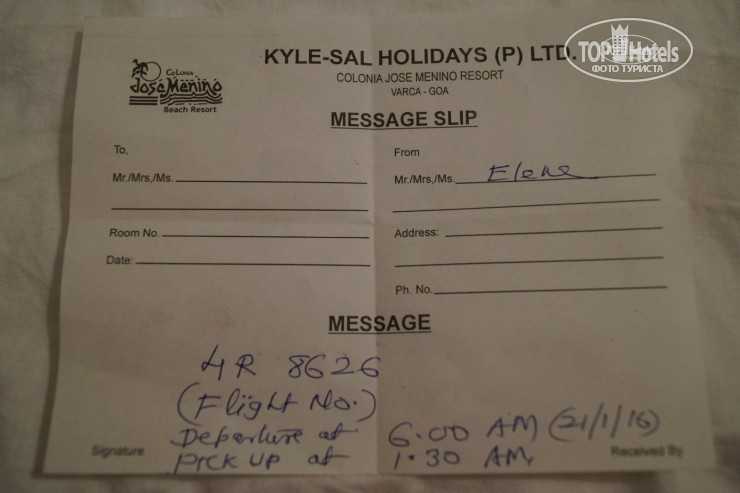 TOP Hotels
ФОТО ТУРИСТА
KYLE-SAL HOLIDAYS (P) LTD.
COLONIA JOSE MENINO RESORT
VARCA - GOA
COLONIA
José Menino
Beach Resort
MESSAGE SLIP
To,
Mr./Mrs,/Ms.
Room No.
Date:
From
Mr./Mrs,/Ms. Elene
Address:
Ph. No.
MESSAGE
4R 8626
(Flight No.)
Departure at 6.00 AM (21/1/16)
PICK UP at 1.30 AM.
Signature
Received By